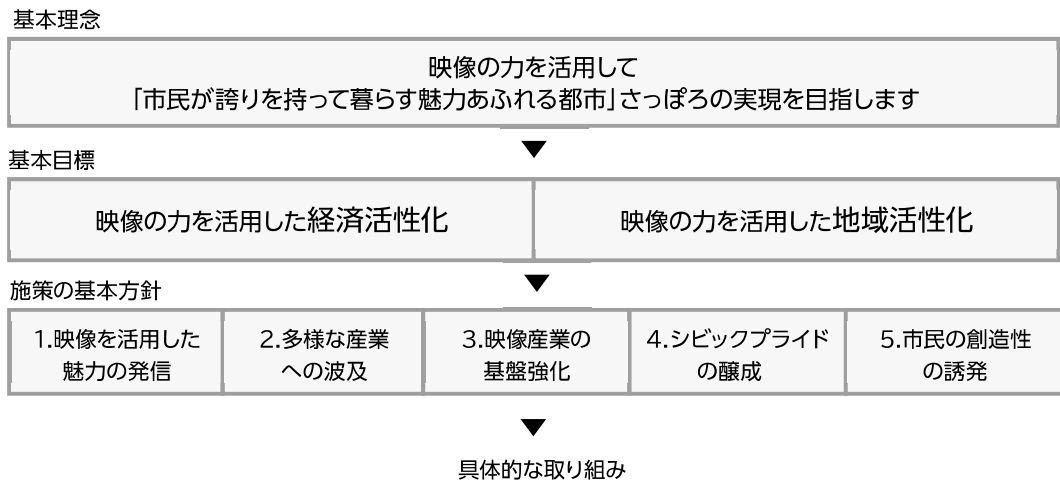 基本理念
映像の力を活用して
「市民が誇りを持って暮らす魅力あふれる都市」さっぽろの実現を目指します
▼
基本目標
映像の力を活用した経済活性化
映像の力を活用した地域活性化
▼
施策の基本方針
1.映像を活用した
魅力の発信
2.多様な産業
への波及
3.映像産業の
基盤強化
4.シビックプライド
の醸成
5.市民の創造性
の誘発
▼
具体的な取り組み